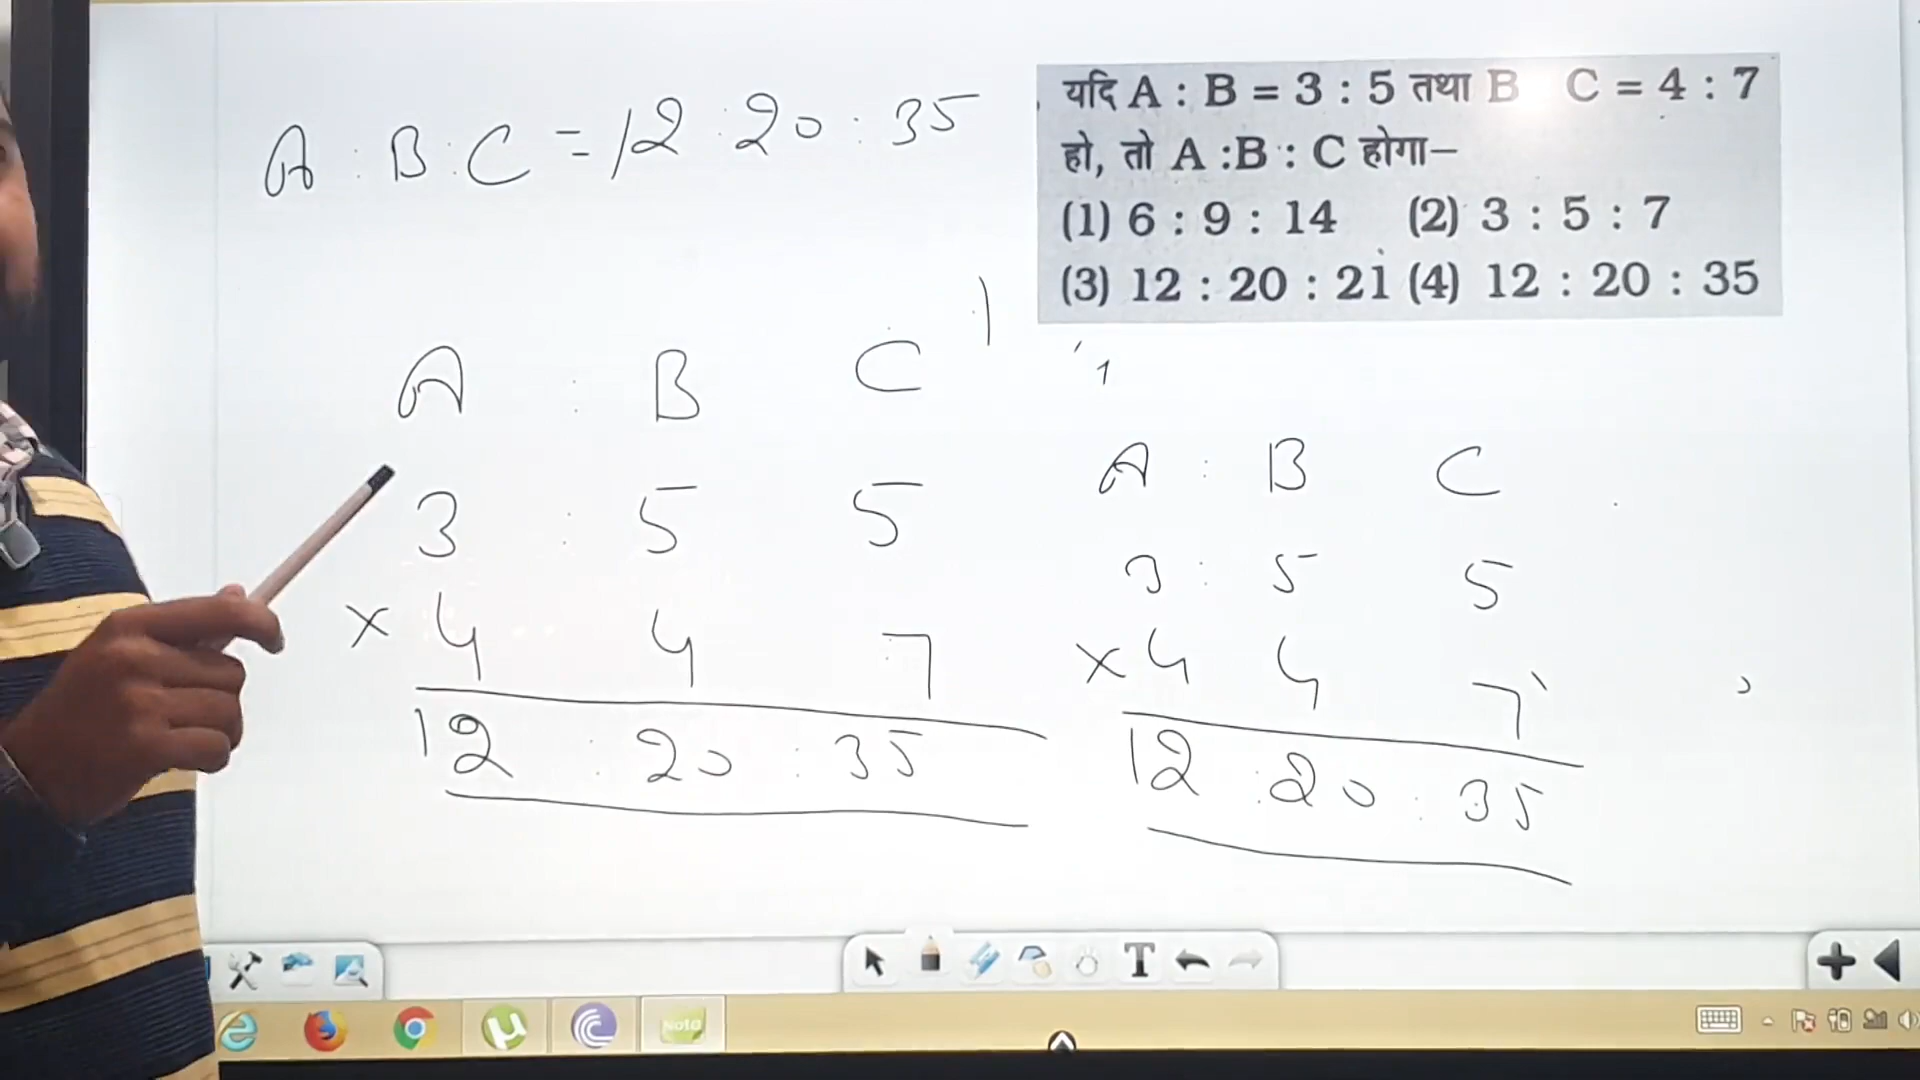 A : B : C = 12 : 20 : 35
यदि A : B = 3 : 5 तथा B C = 4 : 7
हो, तो A :B : C होगा–
(1) 6 : 9 : 14 (2) 3 : 5 : 7
(3) 12 : 20 : 21 (4) 12 : 20 : 35
A : B C
3 : 5 5
× 4 4 7
12 : 20 : 35
A : B C
3 : 5 5
× 4 4 7
12 : 20 : 35
T
Note